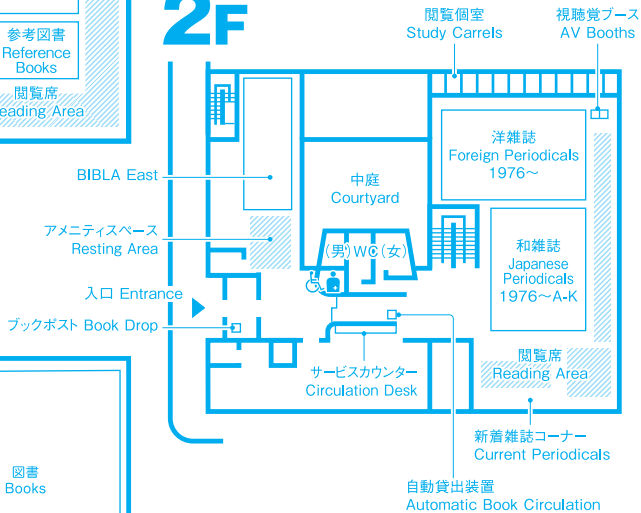 2F
参考図書
Reference
Books
閲覧席
eading Area
閲覧個室
Study Carrels
視聴覚ブース
AV Booths
洋雑誌
Foreign Periodicals
1976〜
BIBLA East
中庭
Courtyard
アメニティスペース
Resting Area
(男)WC(女)
和雑誌
Japanese
Periodicals
1976〜A-K
入口 Entrance
ブックポスト Book Drop
サービスカウンター
Circulation Desk
閲覧席
Reading Area
新着雑誌コーナー
Current Periodicals
図書
Books
自動貸出装置
Automatic Book Circulation